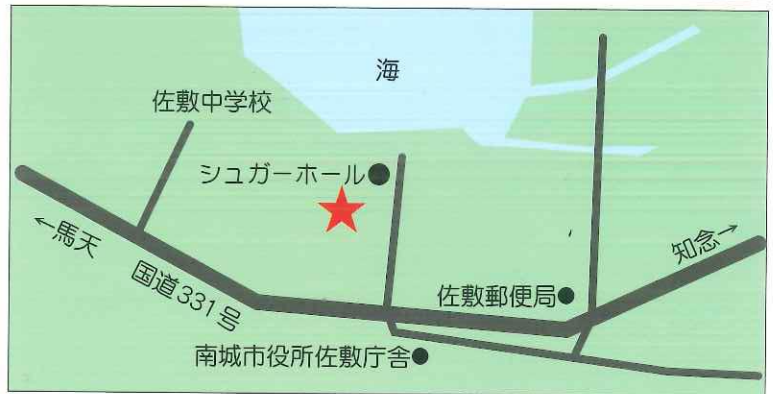 海
佐敷中学校
シュガーホール
←馬天
国道331号
知念→
佐敷郵便局
南城市役所佐敷庁舎